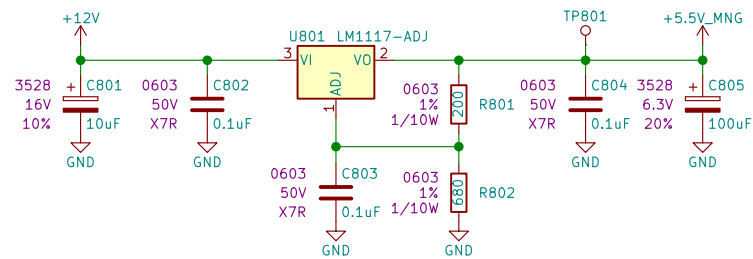 +12V
U801 LM1117-ADJ
TP801
+5.5V_MNG
3 VI VO 2
ADJ
1
3528 + C801
16V
10% 10uF
GND
0603 C802
50V
X7R 0.1uF
GND
0603
1% 200 R801
1/10W
0603 C804
50V
X7R 0.1uF
GND
3528 + C805
6.3V
20% 100uF
GND
0603 C803
50V
X7R 0.1uF
GND
0603
1% 680 R802
1/10W
GND